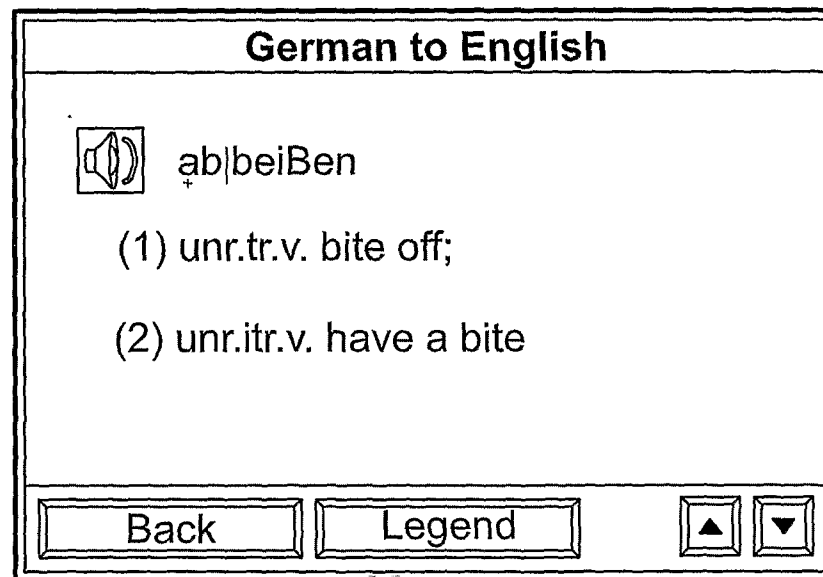 German to English
ab|beiBen
(1) unr.tr.v. bite off;
(2) unr.itr.v. have a bite
Back
Legend